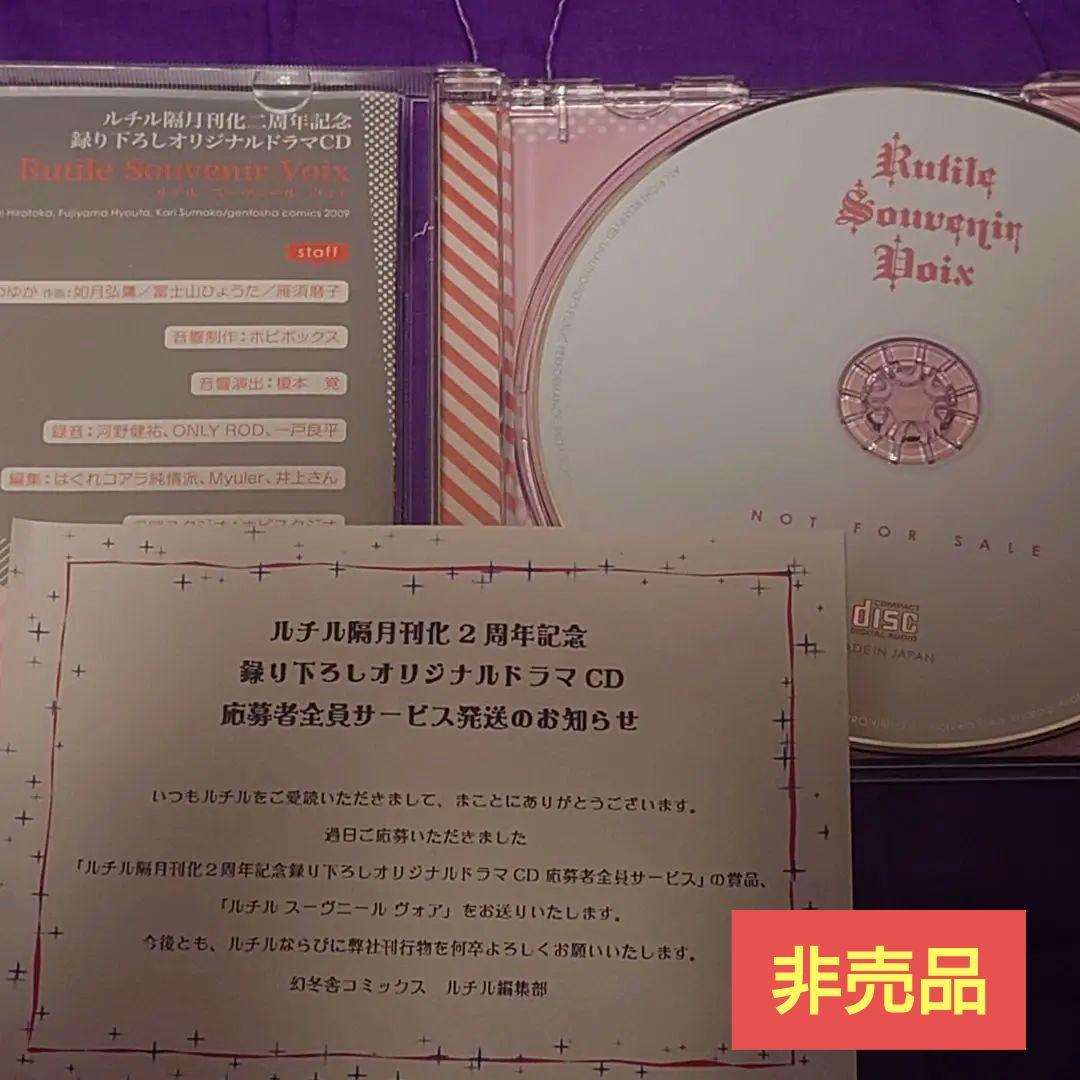 ルチル隔月刊化二周年記念
録り下ろしオリジナルドラマCD
Rutile Souvenir Voix
ルチル スーヴニール ヴォア
Hirotaka, Fujiyama Hyouta, Kari Sumako/gentosha comics 2009
staff
ゆか 作画:如月弘鷹/富士山ひょうた/雁須磨子
音響制作:ホビボックス
音響演出:榎本 覚
録音:河野健祐、ONLY ROD、一戸良平
編集:はぐれコアラ純情派、Myuler、井上さん
Rutile
Souvenir
Voix
NOT FOR SALE
COMPACT
disc
DIGITAL AUDIO
MADE IN JAPAN
ルチル隔月刊化2周年記念
録り下ろしオリジナルドラマCD
応募者全員サービス発送のお知らせ
いつもルチルをご愛読いただきまして、まことにありがとうございます。
過日ご応募いただきました
「ルチル隔月刊化2周年記念録り下ろしオリジナルドラマCD 応募者全員サービス」の賞品、
「ルチル スーヴニール ヴォア」をお送りいたします。
今後とも、ルチルならびに弊社刊行物を何卒よろしくお願いいたします。
幻冬舎コミックス ルチル編集部
非売品